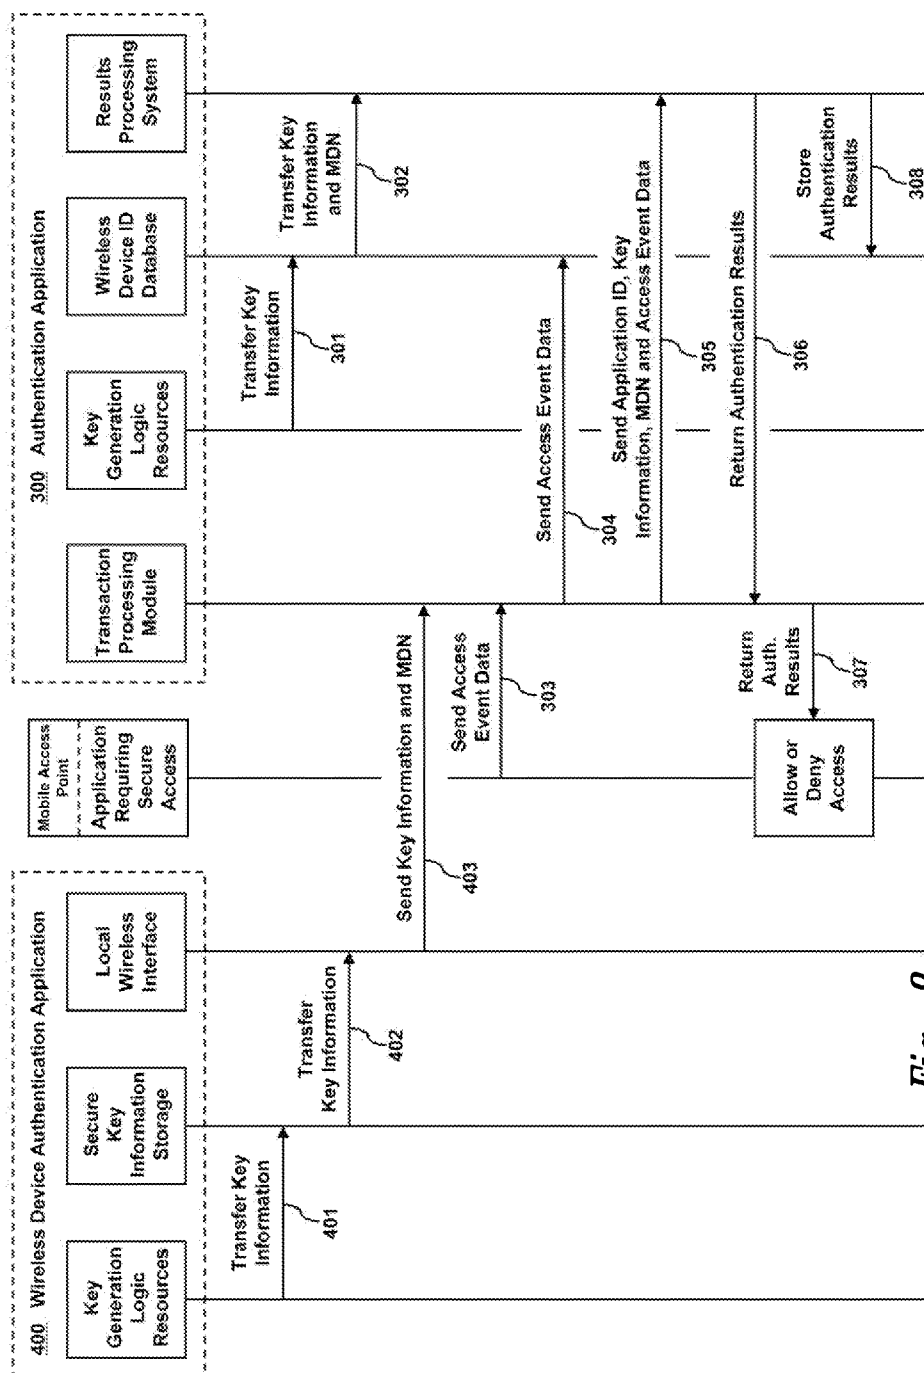 400 Wireless Device Authentication Application
Key
Generation
Logic
Resources
Secure
Key
Information
Storage
Local
Wireless
Interface
Mobile Access
Point
Application
Requiring
Secure
Access
300 Authentication Application
Transaction
Processing
Module
Key
Generation
Logic
Resources
Wireless
Device ID
Database
Results
Processing
System
Transfer Key
Information
401
Transfer
Key Information
402
Transfer Key
Information
301
Transfer Key
Information
and MDN
302
Send Key Information and MDN
403
Send Access
Event Data
303
Send Access Event Data
304
Send Application ID, Key
Information, MDN and Access Event Data
305
Return Authentication Results
306
Return
Auth.
Results
307
Allow or
Deny
Access
Store
Authentication
Results
308